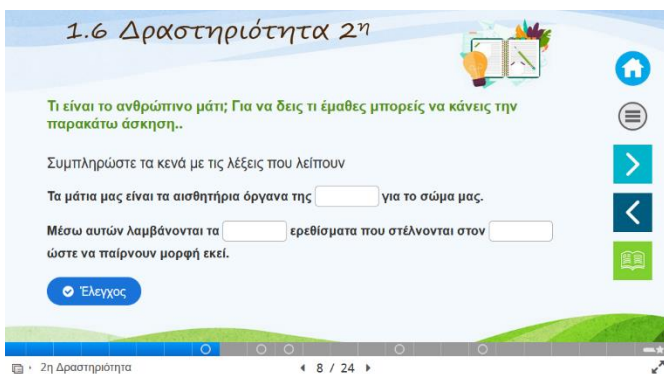 1.6 Δραστηριότητα 2η
Τι είναι το ανθρώπινο μάτι; Για να δεις τι έμαθες μπορείς να κάνεις την
παρακάτω άσκηση..
Συμπληρώστε τα κενά με τις λέξεις που λείπουν
Τα μάτια μας είναι τα αισθητήρια όργανα της για το σώμα μας.
Μέσω αυτών λαμβάνονται τα ερεθίσματα που στέλνονται στον
ώστε να παίρνουν μορφή εκεί.
Έλεγχος
2η Δραστηριότητα
8 / 24